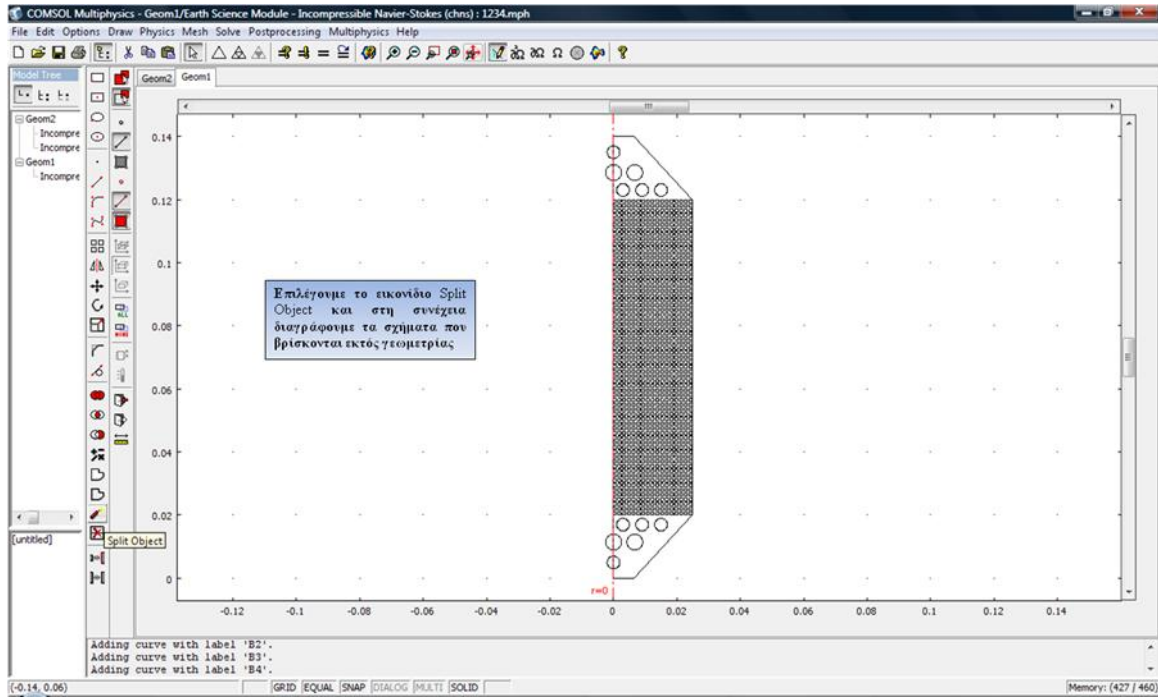 COMSOL Multiphysics - Geom1/Earth Science Module - Incompressible Navier-Stokes (chns) : 1234.mph
File Edit Options Draw Physics Mesh Solve Postprocessing Multiphysics Help
Model Tree
Geom2 Geom1
Geom2
Incompre
Incompre
Geom1
Incompre
0.14
0.12
0.1
0.08
0.06
0.04
0.02
0
Επιλέγουμε το εικονίδιο Split
Object και στη συνέχεια
διαγράφουμε τα σχήματα που
βρίσκονται εκτός γεωμετρίας
[untitled]
Split Object
r=0
-0.12 -0.1 -0.08 -0.06 -0.04 -0.02 0 0.02 0.04 0.06 0.08 0.1 0.12 0.14
Adding curve with label 'B2'.
Adding curve with label 'B3'.
Adding curve with label 'B4'.
(-0.14, 0.06) GRID EQUAL SNAP DIALOG MULTI SOLID Memory: (427 / 460)